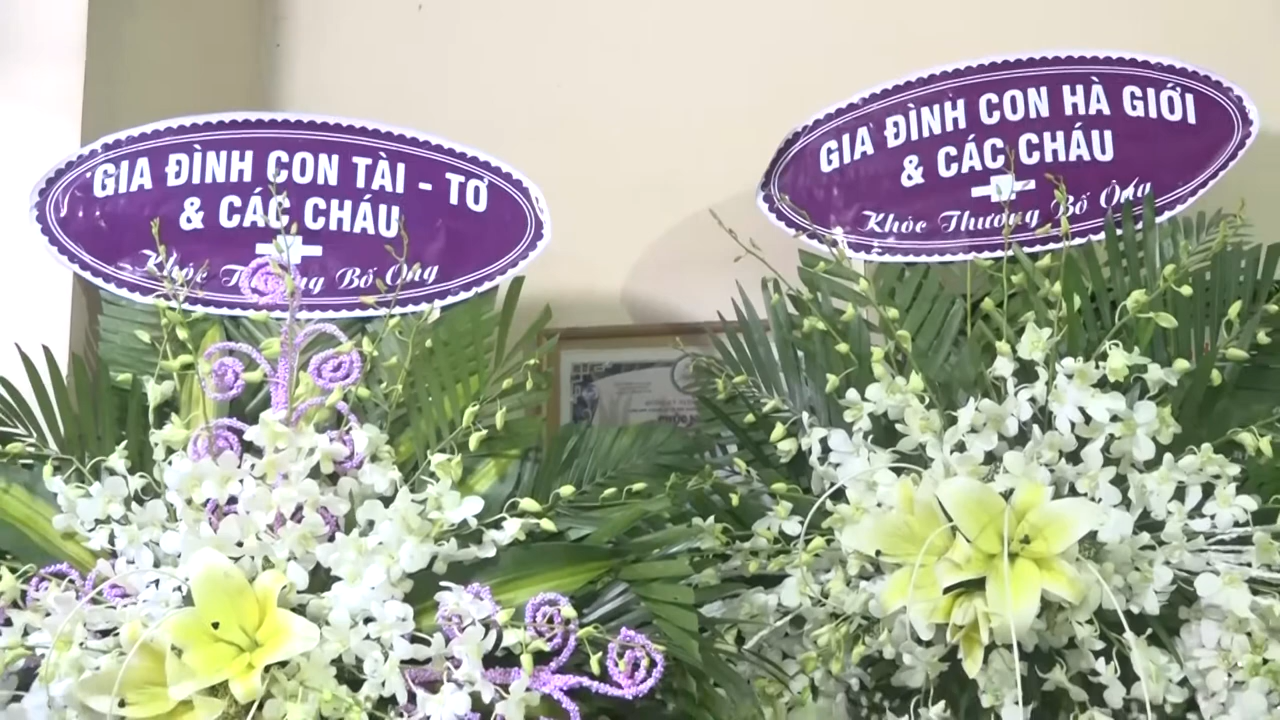 GIA ĐÌNH CON TÀI - TƠ
& CÁC CHÁU
Khóc Thương Bố Ông
GIA ĐÌNH CON HÀ GIỚI
& CÁC CHÁU
Khóc Thương Bố Ông